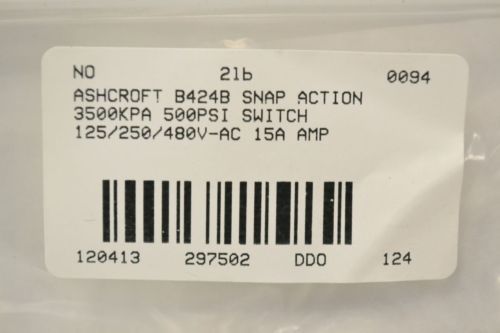 NO 2lb 0094
ASHCROFT B424B SNAP ACTION
3500KPA 500PSI SWITCH
125/250/480V-AC 15A AMP
120413 297502 DDO 124